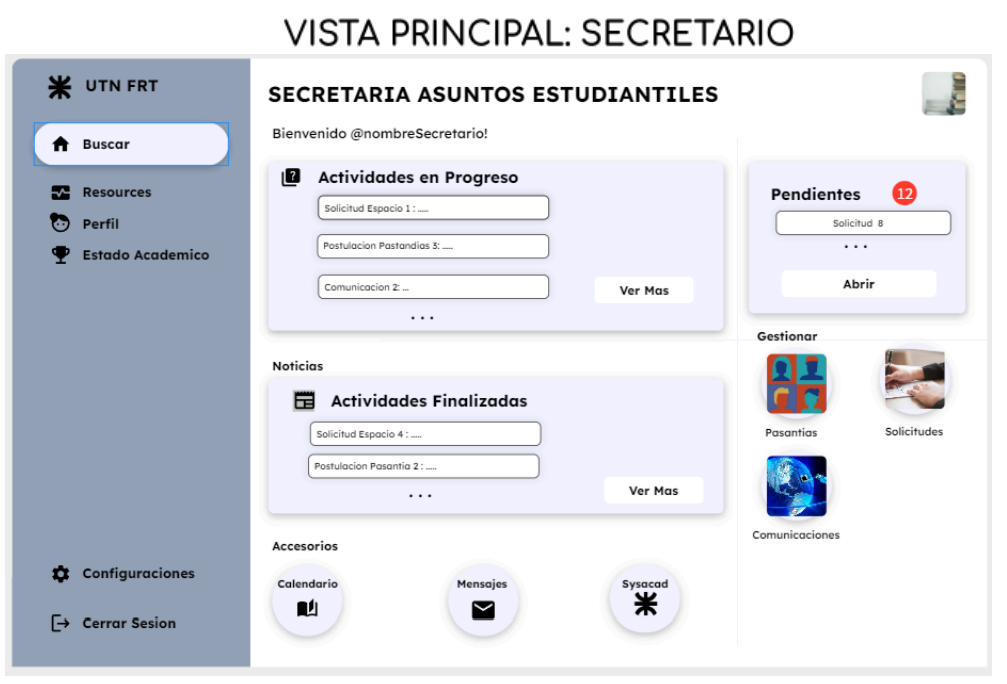 VISTA PRINCIPAL: SECRETARIO
UTN FRT
Buscar
Resources
Perfil
Estado Academico
Configuraciones
Cerrar Sesion
SECRETARIA ASUNTOS ESTUDIANTILES
Bienvenido @nombreSecretario!
Actividades en Progreso
Solicitud Espacio 1 : .....
Postulacion Pastandias 3: .....
Comunicacion 2: ...
Ver Mas
. . .
Noticias
Actividades Finalizadas
Solicitud Espacio 4 : .....
Postulacion Pasantia 2 : .....
. . .
Ver Mas
Accesorios
Calendario
Mensajes
Sysacad
Pendientes 12
Solicitud 8
. . .
Abrir
Gestionar
Pasantias
Solicitudes
Comunicaciones